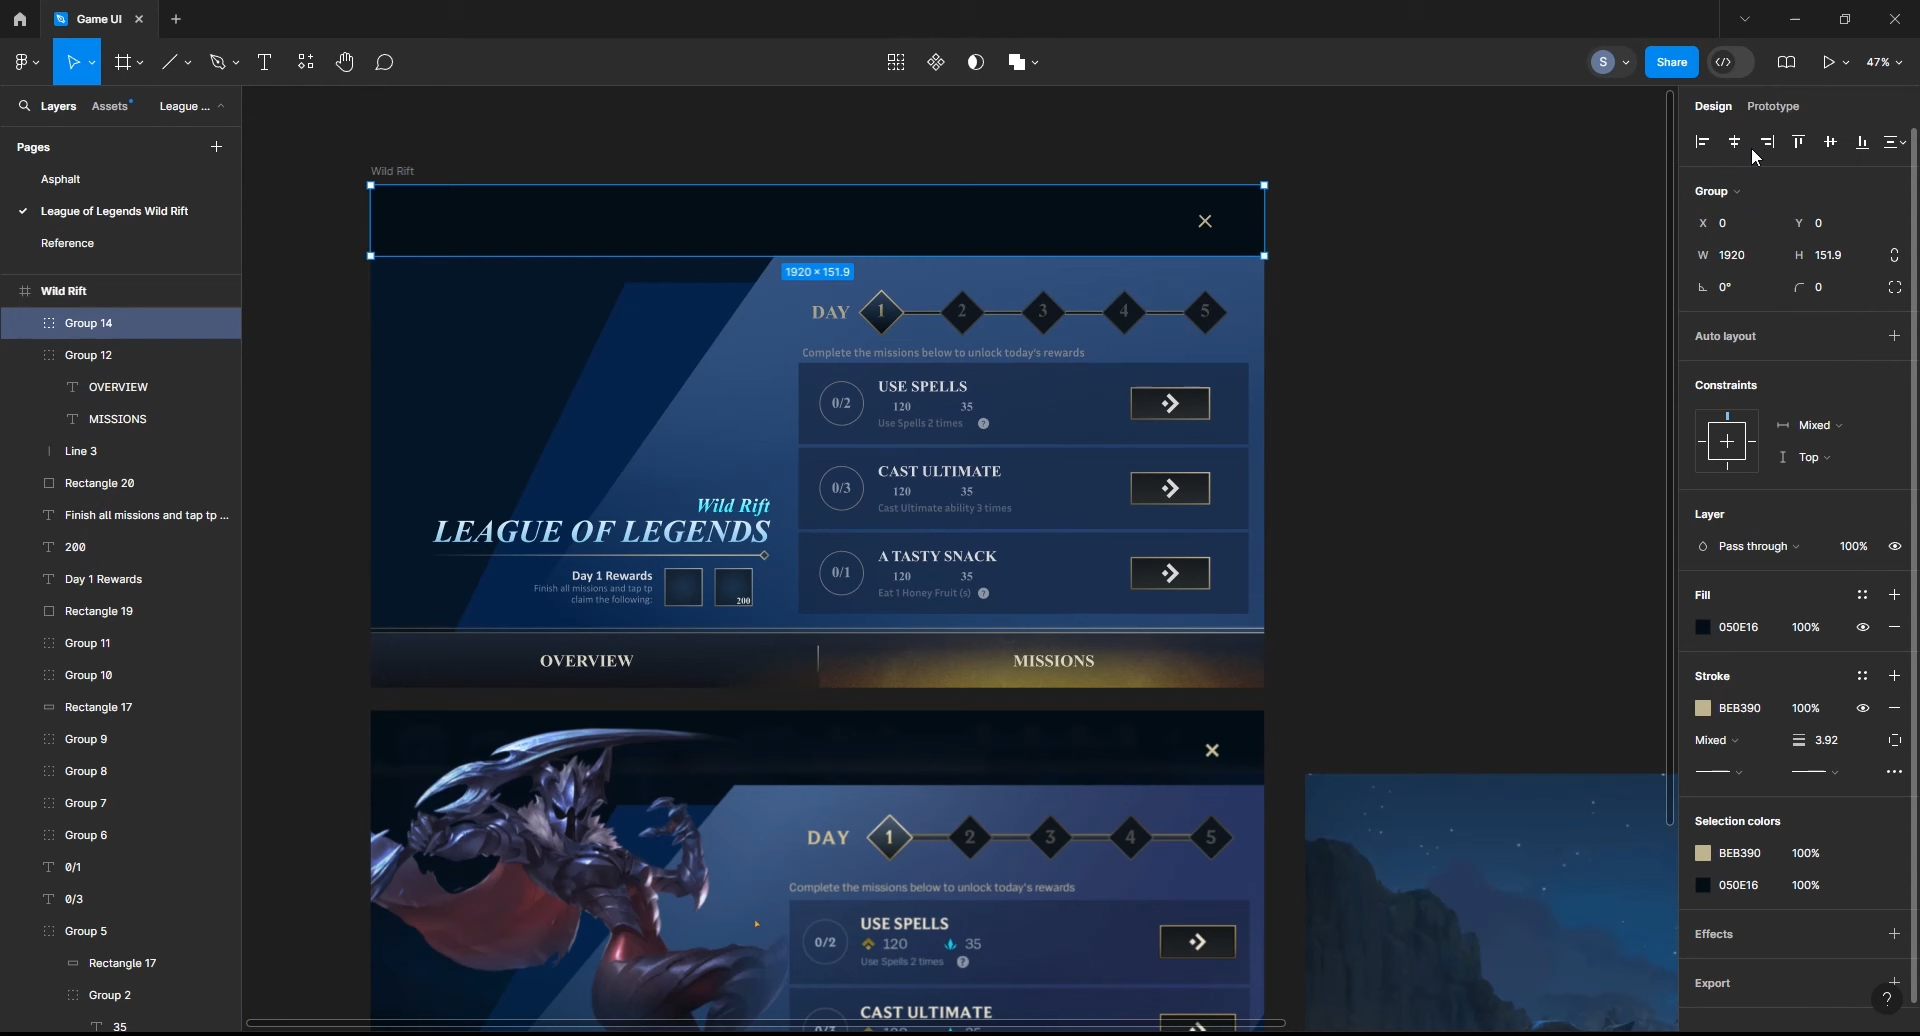 Game UI
S
Share
47%
Layers
Assets
League ...
Pages
Asphalt
League of Legends Wild Rift
Reference
Wild Rift
Group 14
Group 12
OVERVIEW
MISSIONS
Line 3
Rectangle 20
Finish all missions and tap tp ...
200
Day 1 Rewards
Rectangle 19
Group 11
Group 10
Rectangle 17
Group 9
Group 8
Group 7
Group 6
0/1
0/3
Group 5
Rectangle 17
Group 2
35
Wild Rift
1920 × 151.9
DAY 1 2 3 4 5
Complete the missions below to unlock today's rewards
0/2
USE SPELLS
120 35
Use Spells 2 times ?
0/3
CAST ULTIMATE
120 35
Cast Ultimate ability 3 times
0/1
A TASTY SNACK
120 35
Eat 1 Honey Fruit (s) ?
Wild Rift
LEAGUE OF LEGENDS
Day 1 Rewards
Finish all missions and tap tp
claim the following:
200
OVERVIEW
MISSIONS
DAY 1 2 3 4 5
Complete the missions below to unlock today's rewards
0/2
USE SPELLS
120 35
Use Spells 2 times ?
CAST ULTIMATE
0/3
120 35
Design
Prototype
Group
X 0
Y 0
W 1920
H 151.9
0°
0
Auto layout
Constraints
Mixed
Top
Layer
Pass through
100%
Fill
050E16
100%
Stroke
BEB390
100%
Mixed
3.92
Selection colors
BEB390
100%
050E16
100%
Effects
Export
?